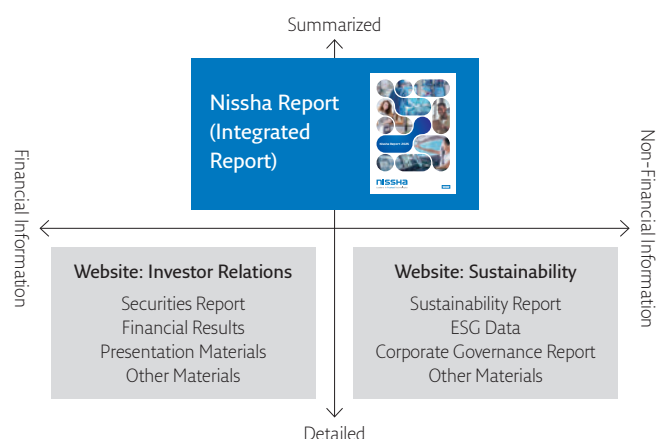 Summarized
Nissha Report
(Integrated
Report)
nissha
Financial Information
Non-Financial Information
Website: Investor Relations
Securities Report
Financial Results
Presentation Materials
Other Materials
Website: Sustainability
Sustainability Report
ESG Data
Corporate Governance Report
Other Materials
Detailed